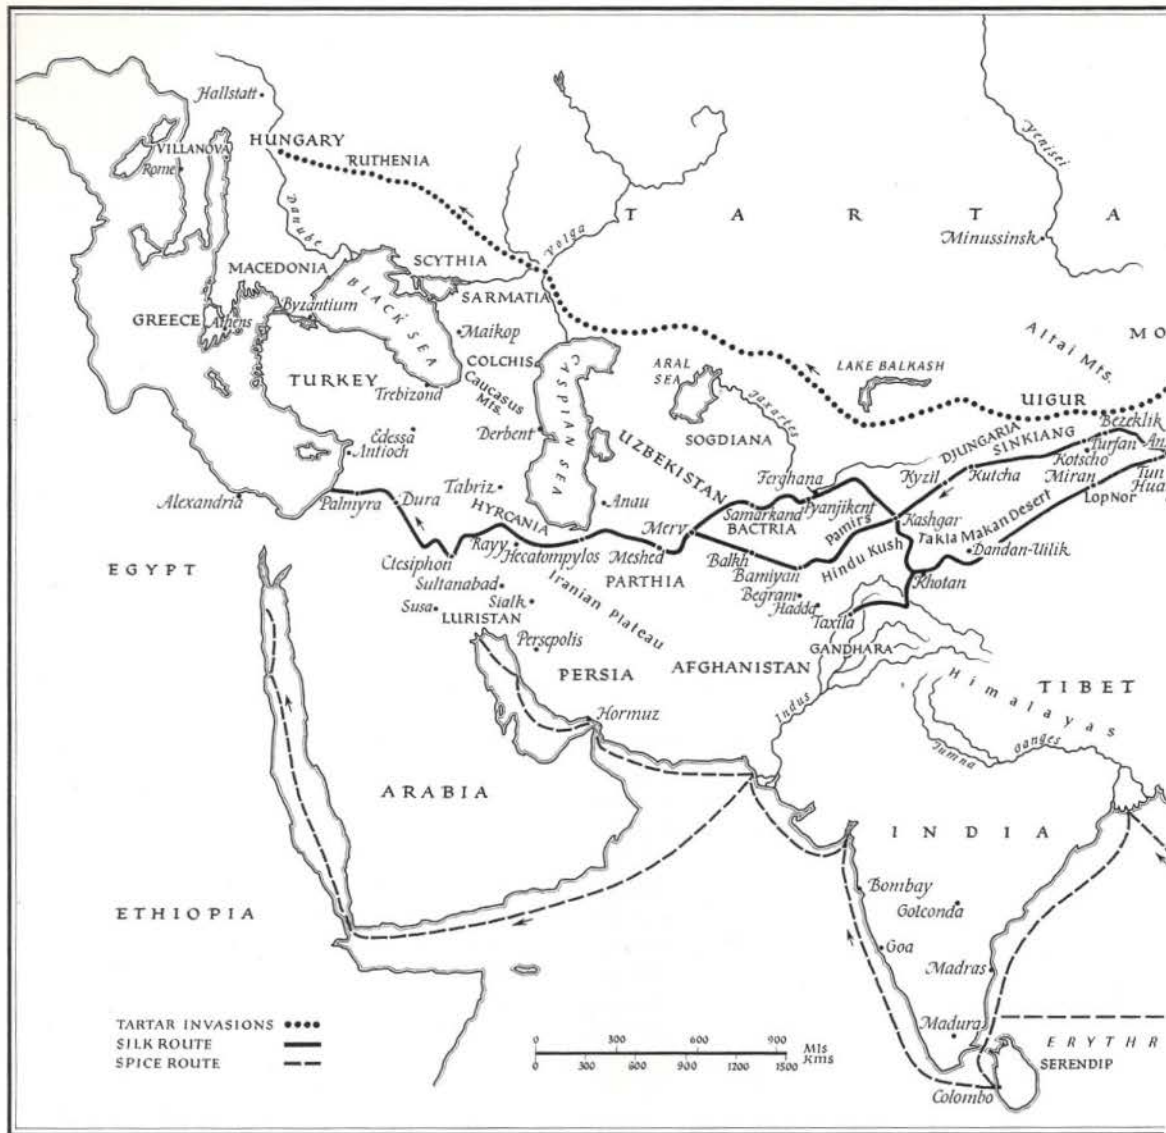 Hallstatt
Yenisei
HUNGARY
VILLANOVA
RUTHENIA
Rome
Danube
Volga
T A R T A
Minussinsk
MACEDONIA
SCYTHIA
BLACK SEA
SARMATIA
Byzantium
GREECE
Athens
Maikop
Altai Mts.
MO
COLCHIS
CASPIAN SEA
ARAL
SEA
LAKE BALKASH
TURKEY
Trebizond
Caucasus
Mts.
Jaxartes
UIGUR
Edessa
Antioch
Derbent
UZBEKISTAN
SOGDIANA
DJUNGARIA
SINKIANG
Bezeklik
Turfan
An
Kotscho
Ferghana
Kyzil
Kutcha
Miran
Tun
Hua
Alexandria
Palmyra
Dura
Tabriz
HYRCANIA
Anau
Samarkand
Pyanjikent
LopNor
Merv
BACTRIA
Pamirs
Kashgar
Takla Makan Desert
Rayy
Hecatompylos
Meshed
Balkh
Hindu Kush
Dandan-Uilik
EGYPT
Ctesiphon
PARTHIA
Bamiyan
Khotan
Sultanabad
Iranian Plateau
Begram
Hadda
Susa
Sialk
Taxila
LURISTAN
Persepolis
GANDHARA
PERSIA
AFGHANISTAN
Himalayas
TIBET
Hormuz
Indus
Jumna
Ganges
ARABIA
INDIA
Bombay
Golconda
ETHIOPIA
Goa
Madras
TARTAR INVASIONS
SILK ROUTE
SPICE ROUTE
0 300 600 900 Mls
0 300 600 900 1200 1500 Kms
Madura
ERYTHR
SERENDIP
Colombo